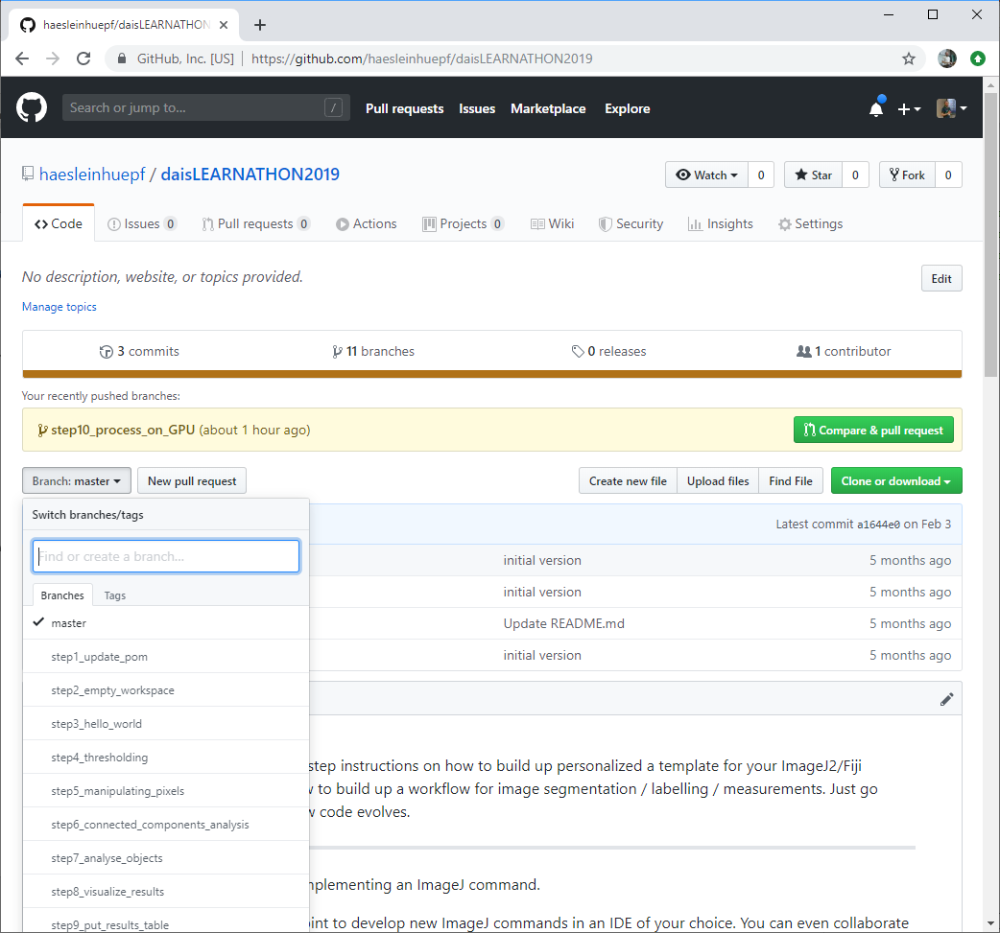 haesleinhuepf/daisLEARNATHON
GitHub, Inc. [US] | https://github.com/haesleinhuepf/daisLEARNATHON2019
Search or jump to... / Pull requests Issues Marketplace Explore
haesleinhuepf / daisLEARNATHON2019 Watch 0 Star 0 Fork 0
Code Issues 0 Pull requests 0 Actions Projects 0 Wiki Security Insights Settings
No description, website, or topics provided. Edit
Manage topics
3 commits 11 branches 0 releases 1 contributor
Your recently pushed branches:
step10_process_on_GPU (about 1 hour ago) Compare & pull request
Branch: master New pull request Create new file Upload files Find File Clone or download
Switch branches/tags Latest commit a1644e0 on Feb 3
Find or create a branch... initial version 5 months ago
Branches Tags initial version 5 months ago
master Update README.md 5 months ago
step1_update_pom initial version 5 months ago
step2_empty_workspace
step3_hello_world
step4_thresholding
step instructions on how to build up personalized a template for your ImageJ2/Fiji
step5_manipulating_pixels to build up a workflow for image segmentation / labelling / measurements. Just go
code evolves.
step6_connected_components_analysis
step7_analyse_objects
step8_visualize_results mplementing an ImageJ command.
step9_put_results_table int to develop new ImageJ commands in an IDE of your choice. You can even collaborate